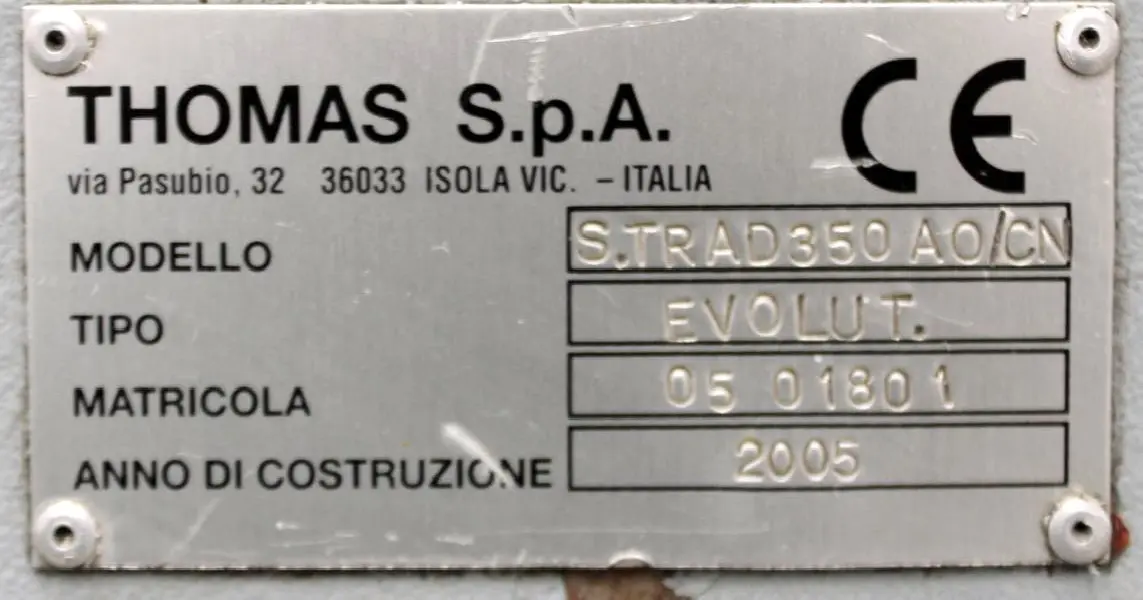 THOMAS S.p.A. CE
via Pasubio, 32 36033 ISOLA VIC. – ITALIA
MODELLO S.TRAD350 AO/CN
TIPO EVOLUT.
MATRICOLA 05 01801
ANNO DI COSTRUZIONE 2005